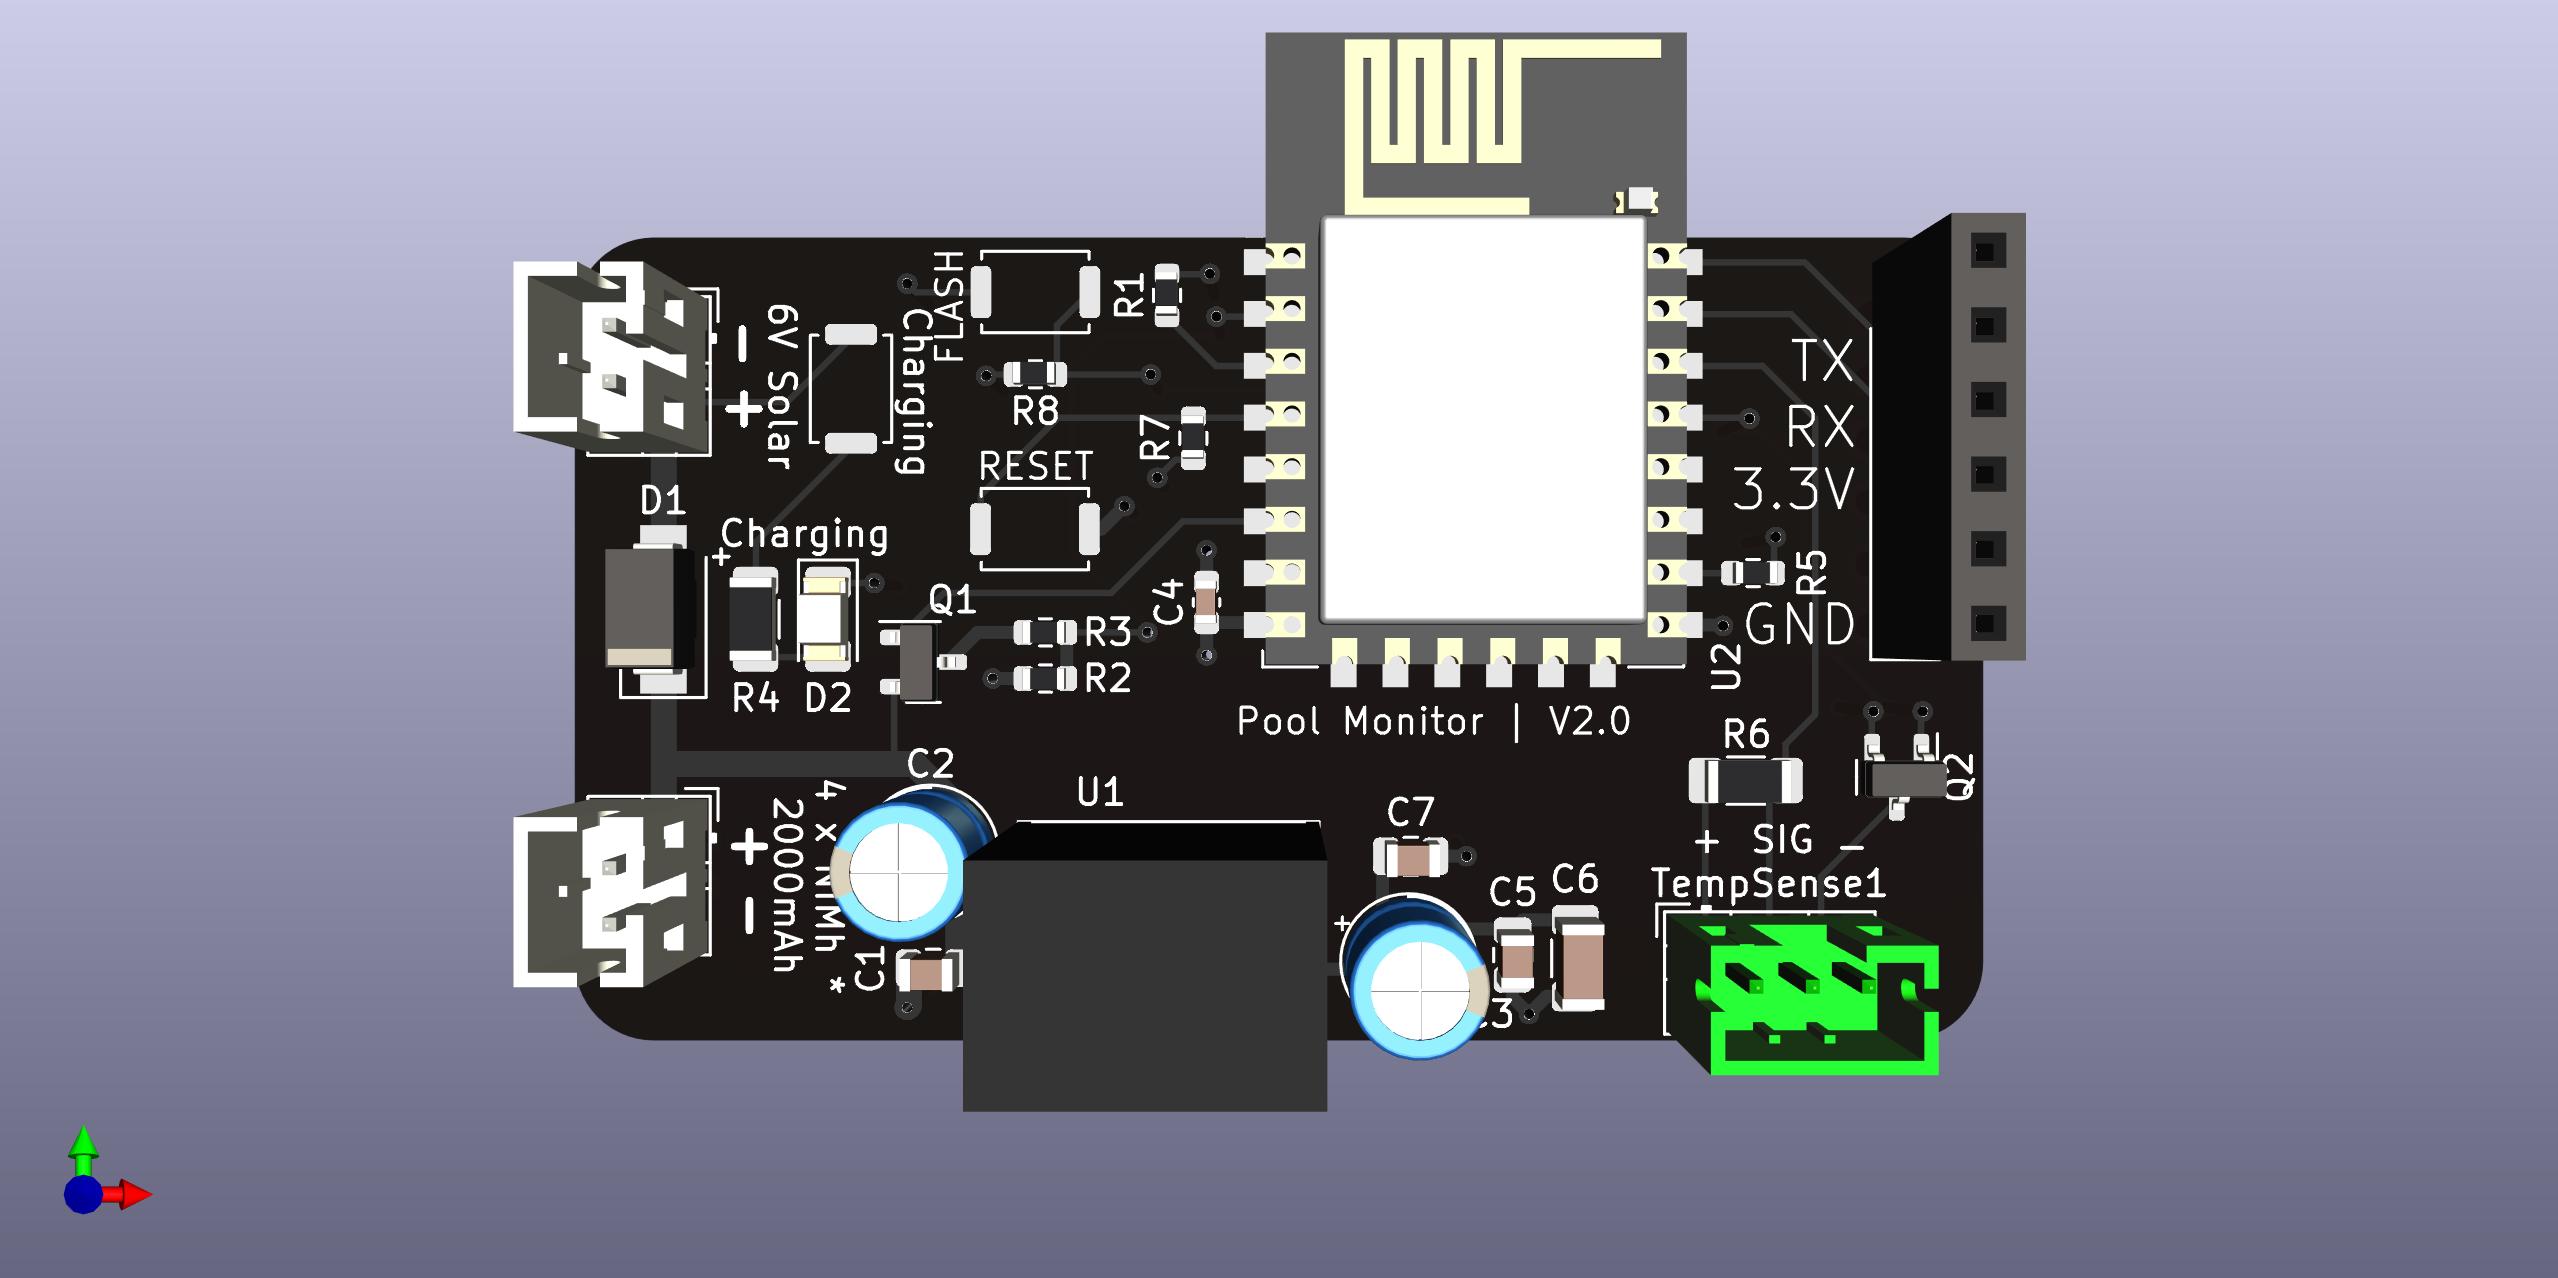 FLASH
R1
- +
6V Solar
Charging
R8
R7
RESET
TX
RX
3.3V
GND
D1
Charging
+
R4
D2
Q1
R3
R2
C4
R5
U2
Pool Monitor | V2.0
R6
Q2
+ SIG -
TempSense1
C2
U1
+ -
4 x NiMh *
2000mAh
C1
C7
+
C5
C6